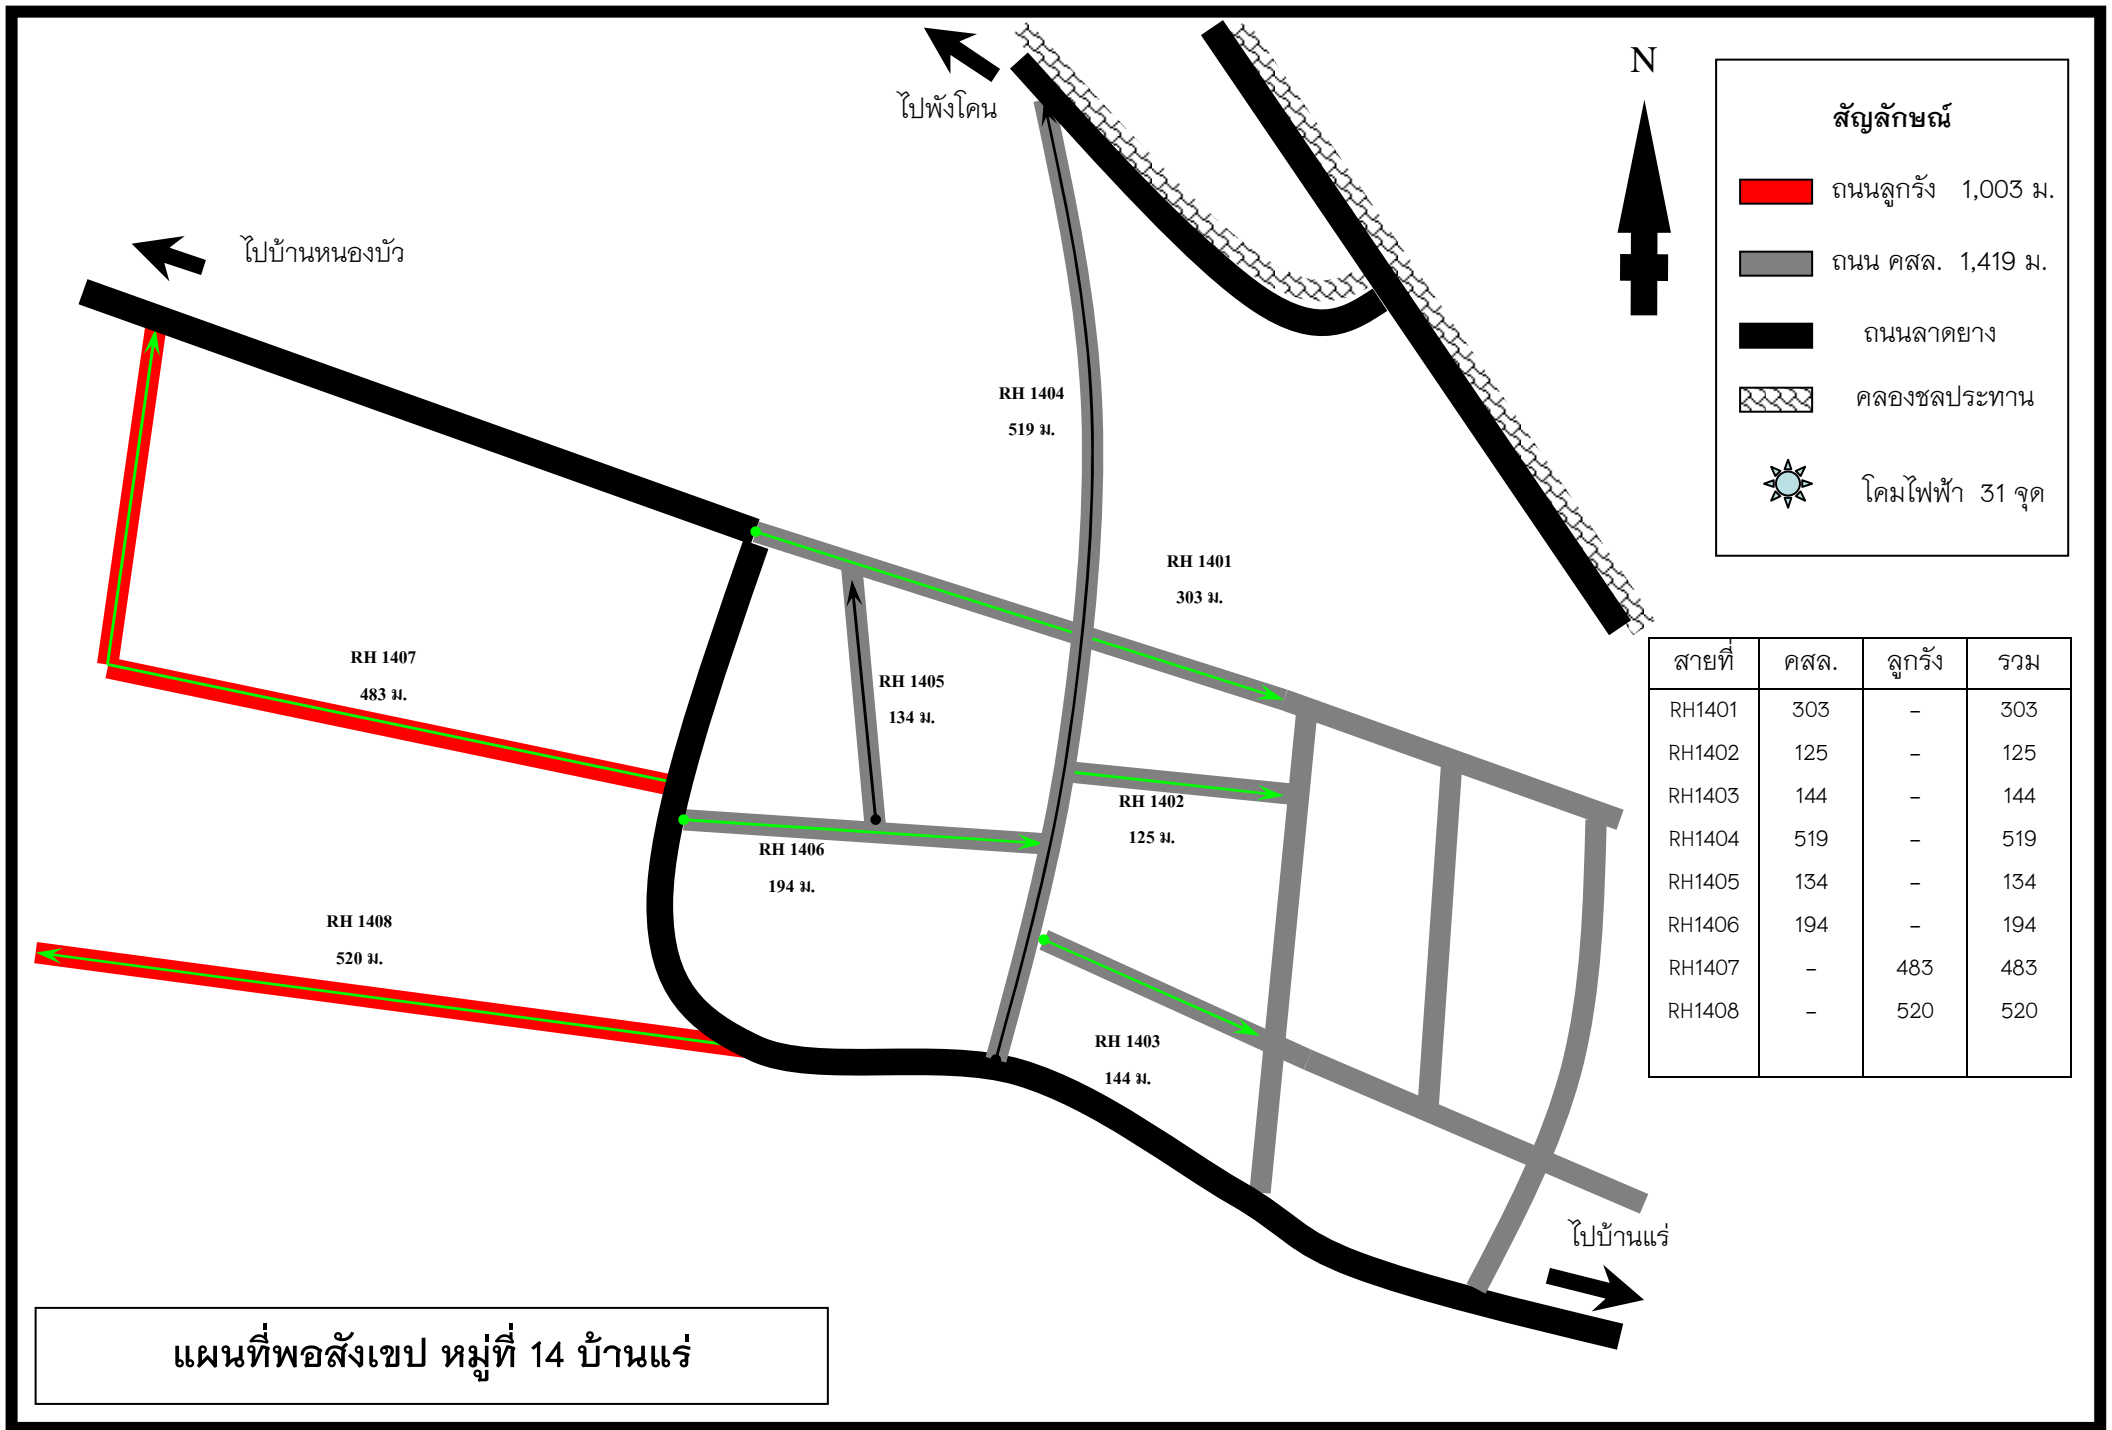 ไปพังโคน
N
ไปบ้านหนองบัว
สัญลักษณ์
ถนนลูกรัง 1,003 ม.
ถนน คสล. 1,419 ม.
ถนนลาดยาง
คลองชลประทาน
โคมไฟฟ้า 31 จุด
RH 1404
519 ม.
RH 1401
303 ม.
RH 1407
483 ม.
RH 1405
134 ม.
RH 1402
125 ม.
RH 1406
194 ม.
RH 1408
520 ม.
RH 1403
144 ม.
สายที่ คสล. ลูกรัง รวม
RH1401 303 - 303
RH1402 125 - 125
RH1403 144 - 144
RH1404 519 - 519
RH1405 134 - 134
RH1406 194 - 194
RH1407 - 483 483
RH1408 - 520 520
ไปบ้านแร่
แผนที่พอสังเขป หมู่ที่ 14 บ้านแร่